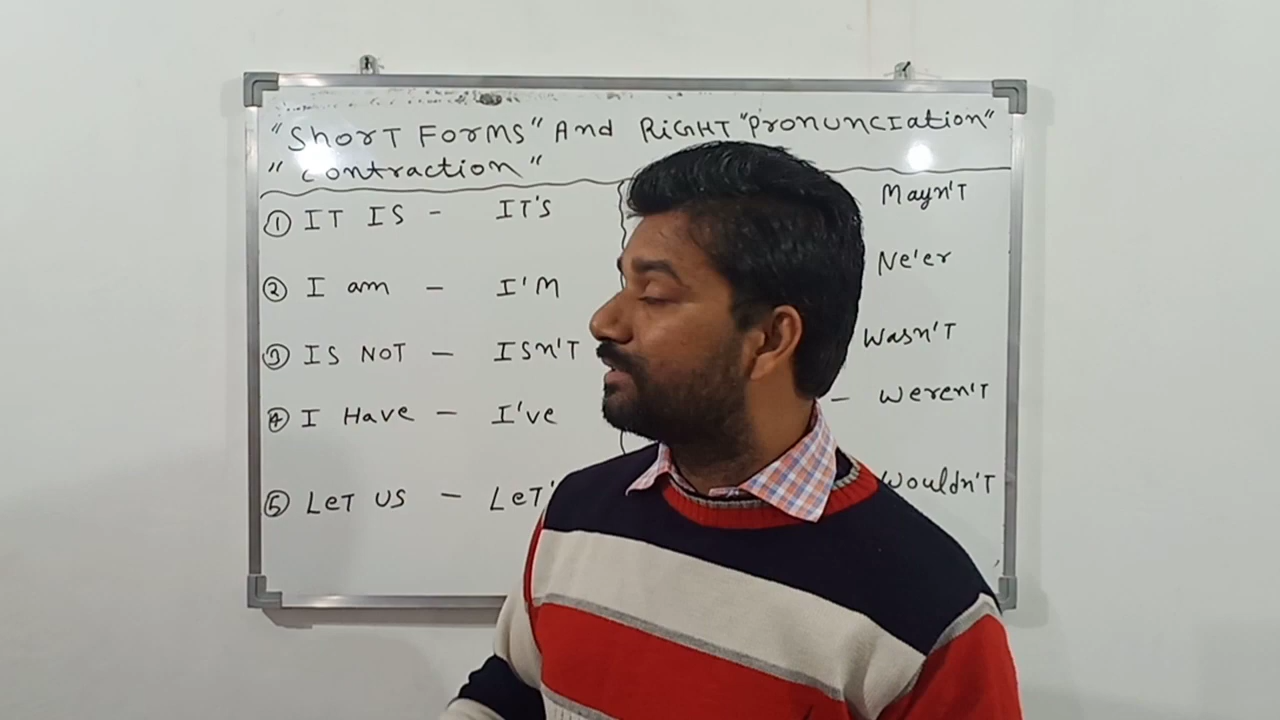 "ShorT FormS" And RiGHT "PronUNCIation"
"Contraction"
① IT IS - IT'S
② I am - I'M
③ IS NOT - ISn'T
④ I Have - I've
⑤ LeT US - LeT'
Mayn'T
Ne'er
Wasn'T
- Weren'T
Wouldn'T